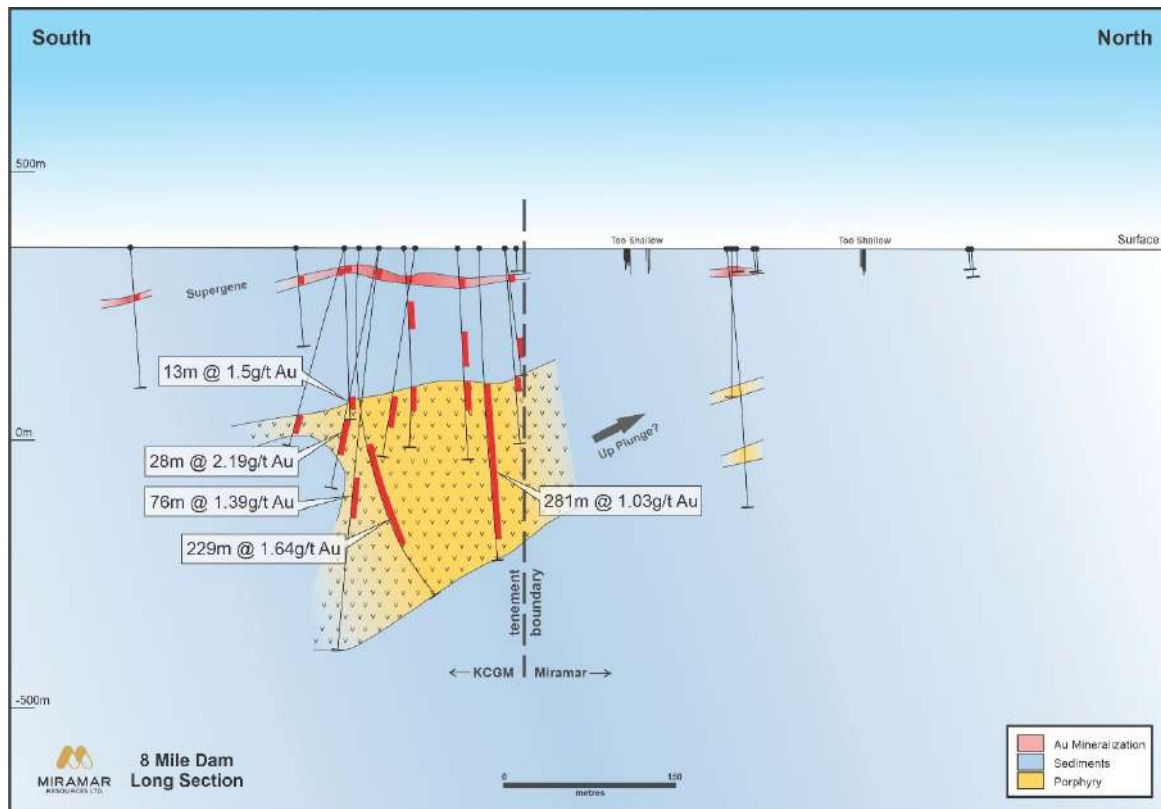 South
North
500m
Too Shallow
Too Shallow
Surface
Supergene
13m @ 1.5g/t Au
0m
Up Plunge?
28m @ 2.19g/t Au
76m @ 1.39g/t Au
281m @ 1.03g/t Au
229m @ 1.64g/t Au
tenement
boundary
← KCGM
Miramar →
-500m
MIRAMAR
RESOURCES LTD.
8 Mile Dam
Long Section
0
150
metres
Au Mineralization
Sediments
Porphyry